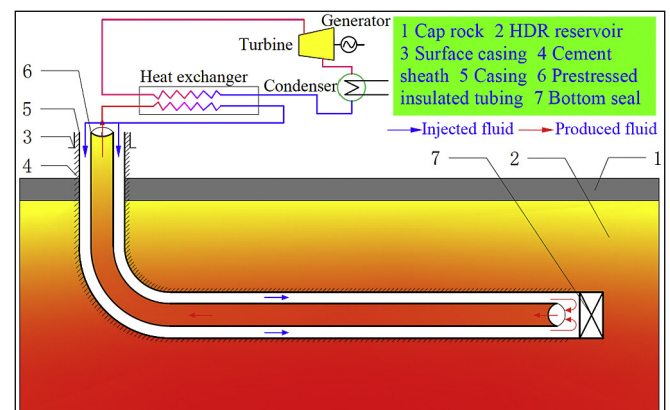 Generator
Turbine
Heat exchanger
Condenser
1 Cap rock 2 HDR reservoir
3 Surface casing 4 Cement
sheath 5 Casing 6 Prestressed
insulated tubing 7 Bottom seal
Injected fluid Produced fluid
6
5
3
4
7 2 1